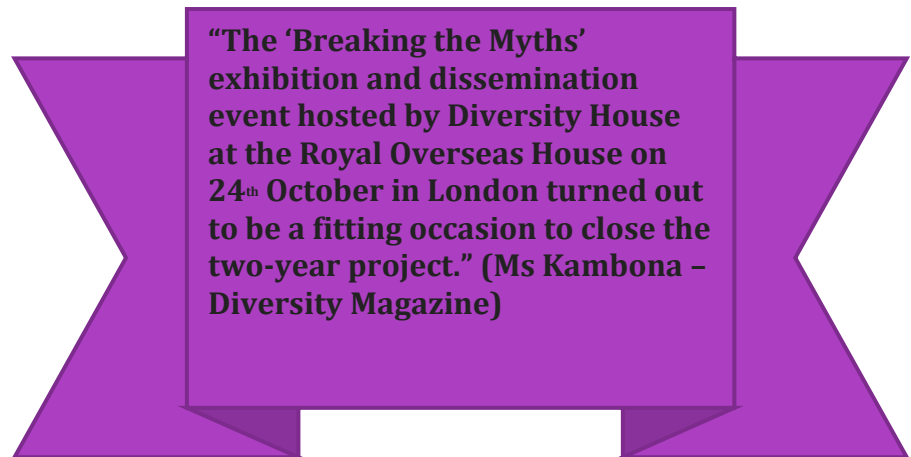 “The ‘Breaking the Myths’
exhibition and dissemination
event hosted by Diversity House
at the Royal Overseas House on
24th October in London turned out
to be a fitting occasion to close the
two-year project.” (Ms Kambona –
Diversity Magazine)